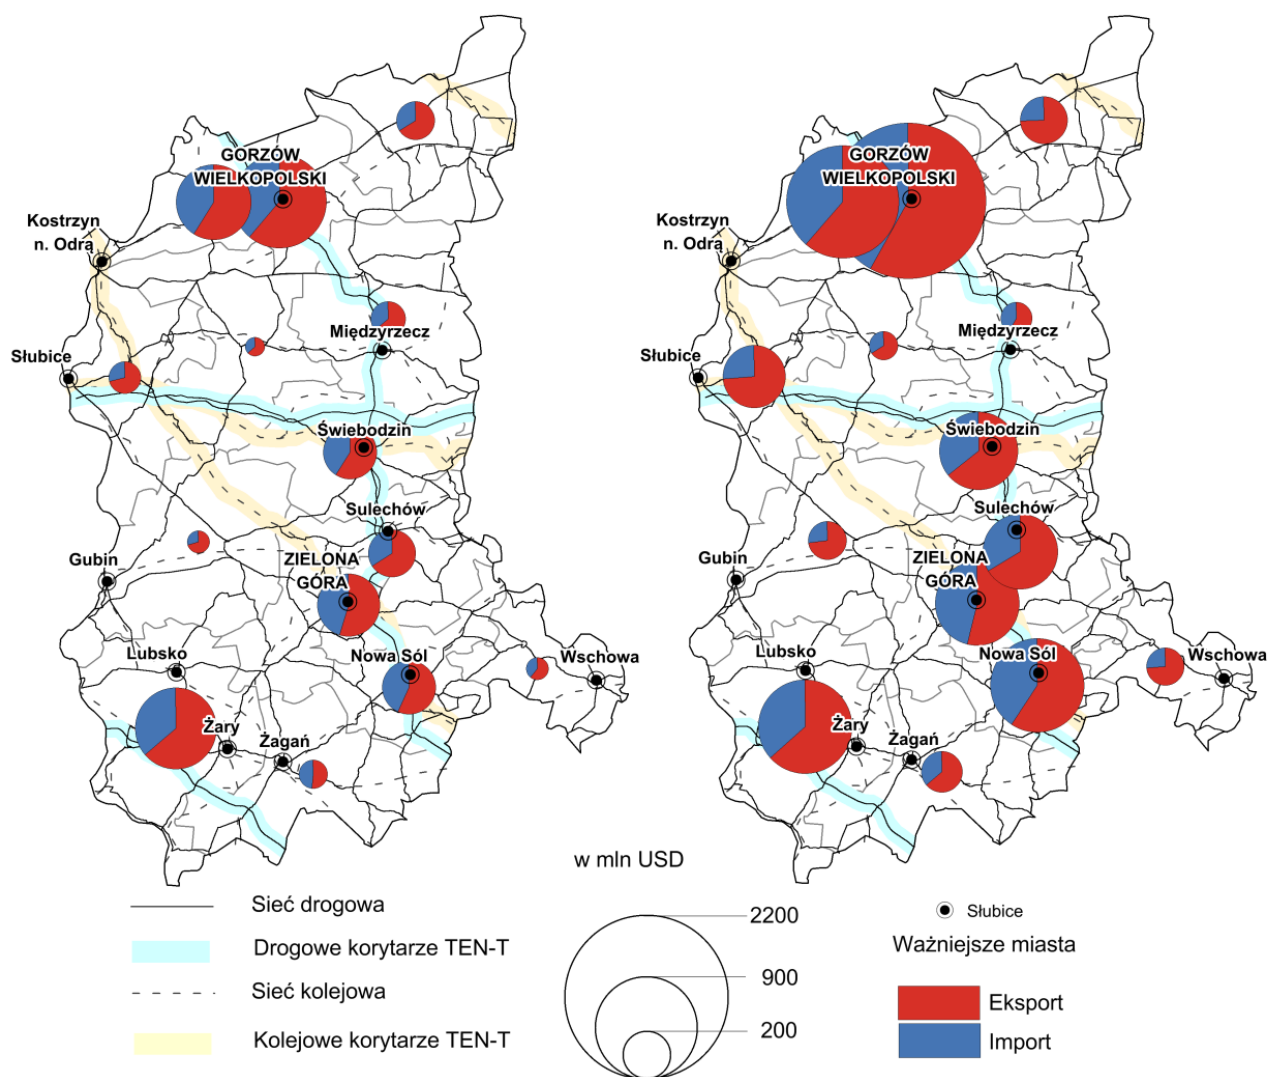 GORZÓW
WIELKOPOLSKI
Kostrzyn
n. Odrą
Międzyrzecz
Słubice
Świebodzin
Sulechów
Gubin
ZIELONA
GÓRA
Lubsko
Nowa Sól
Wschowa
Żary
Żagań
GORZÓW
WIELKOPOLSKI
Kostrzyn
n. Odrą
Międzyrzecz
Słubice
Świebodzin
Sulechów
Gubin
ZIELONA
GÓRA
Lubsko
Nowa Sól
Wschowa
Żary
Żagań
w mln USD
Sieć drogowa
Drogowe korytarze TEN-T
Sieć kolejowa
Kolejowe korytarze TEN-T
2200
900
200
Słubice
Ważniejsze miasta
Eksport
Import